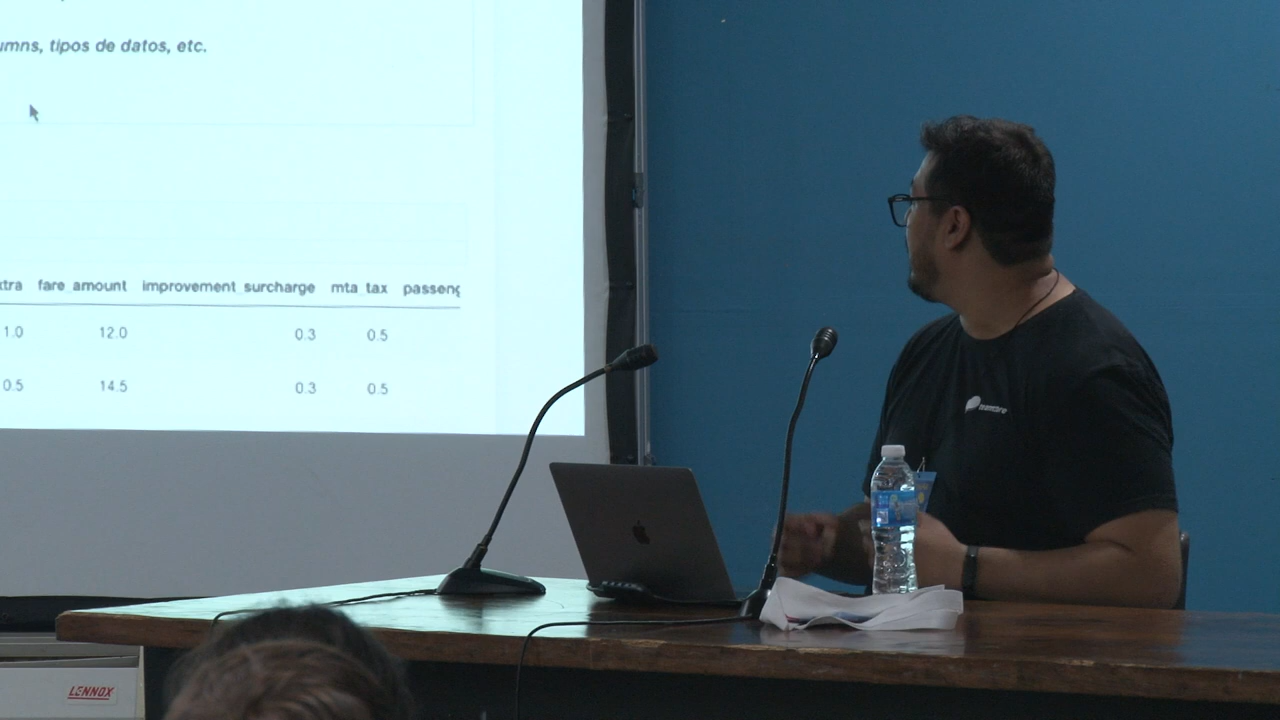 umns, tipos de datos, etc.
xtra fare amount improvement surcharge mta tax passeng
1.0 12.0 0.3 0.5
0.5 14.5 0.3 0.5
LENNOX